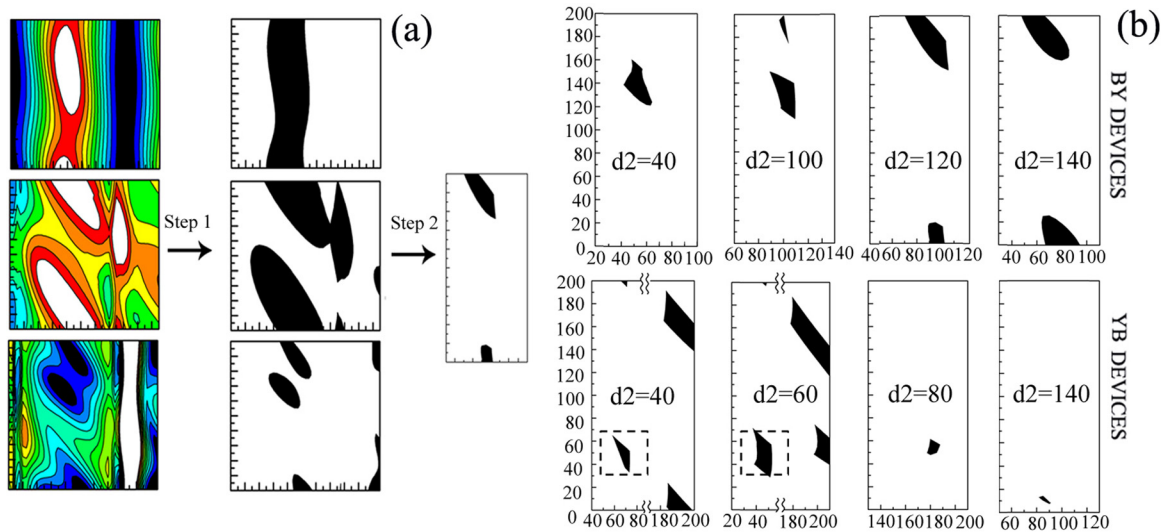 (a)
Step 1
Step 2
(b)
200
180
160
140
120
100
80
60
40
20
0
d2=40
d2=100
d2=120
d2=140
20 40 60 80 100
60 80 100 120 140
40 60 80 100 120
40 60 80 100
BY DEVICES
200
180
160
140
120
100
80
60
40
20
0
d2=40
d2=60
d2=80
d2=140
40 60 80 180 200
20 40 60 180 200
140 160 180 200
60 80 100 120
YB DEVICES